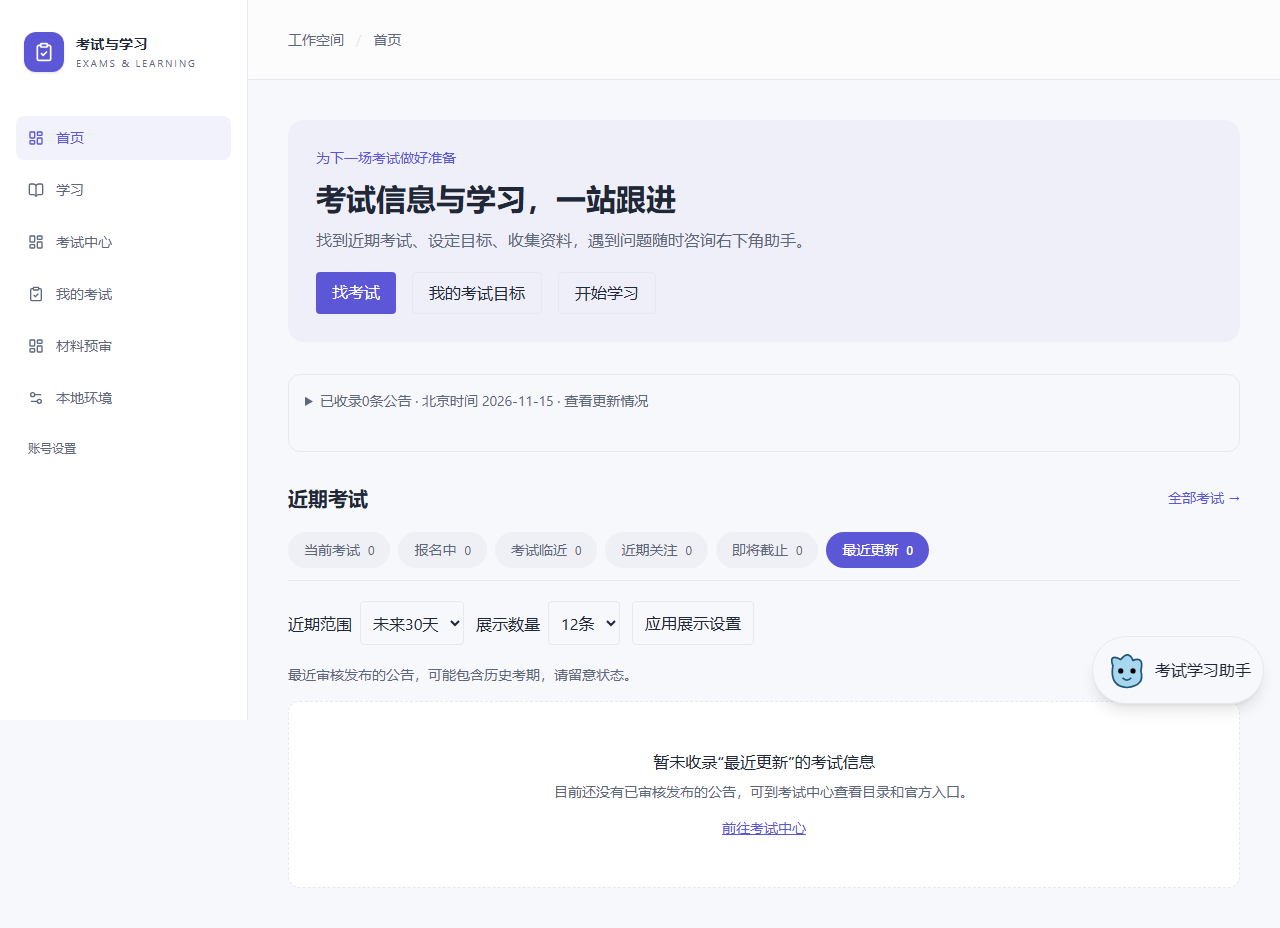 考试与学习
EXAMS & LEARNING
首页
学习
考试中心
我的考试
材料预审
本地环境
账号设置
工作空间 / 首页
为下一场考试做好准备
考试信息与学习，一站跟进
找到近期考试、设定目标、收集资料，遇到问题随时咨询右下角助手。
找考试 我的考试目标 开始学习
▶ 已收录0条公告 · 北京时间 2026-11-15 · 查看更新情况
近期考试 全部考试 →
当前考试 0 报名中 0 考试临近 0 近期关注 0 即将截止 0 最近更新 0
近期范围 未来30天 展示数量 12条 应用展示设置
最近审核发布的公告，可能包含历史考期，请留意状态。
考试学习助手
暂未收录“最近更新”的考试信息
目前还没有已审核发布的公告，可到考试中心查看目录和官方入口。
前往考试中心